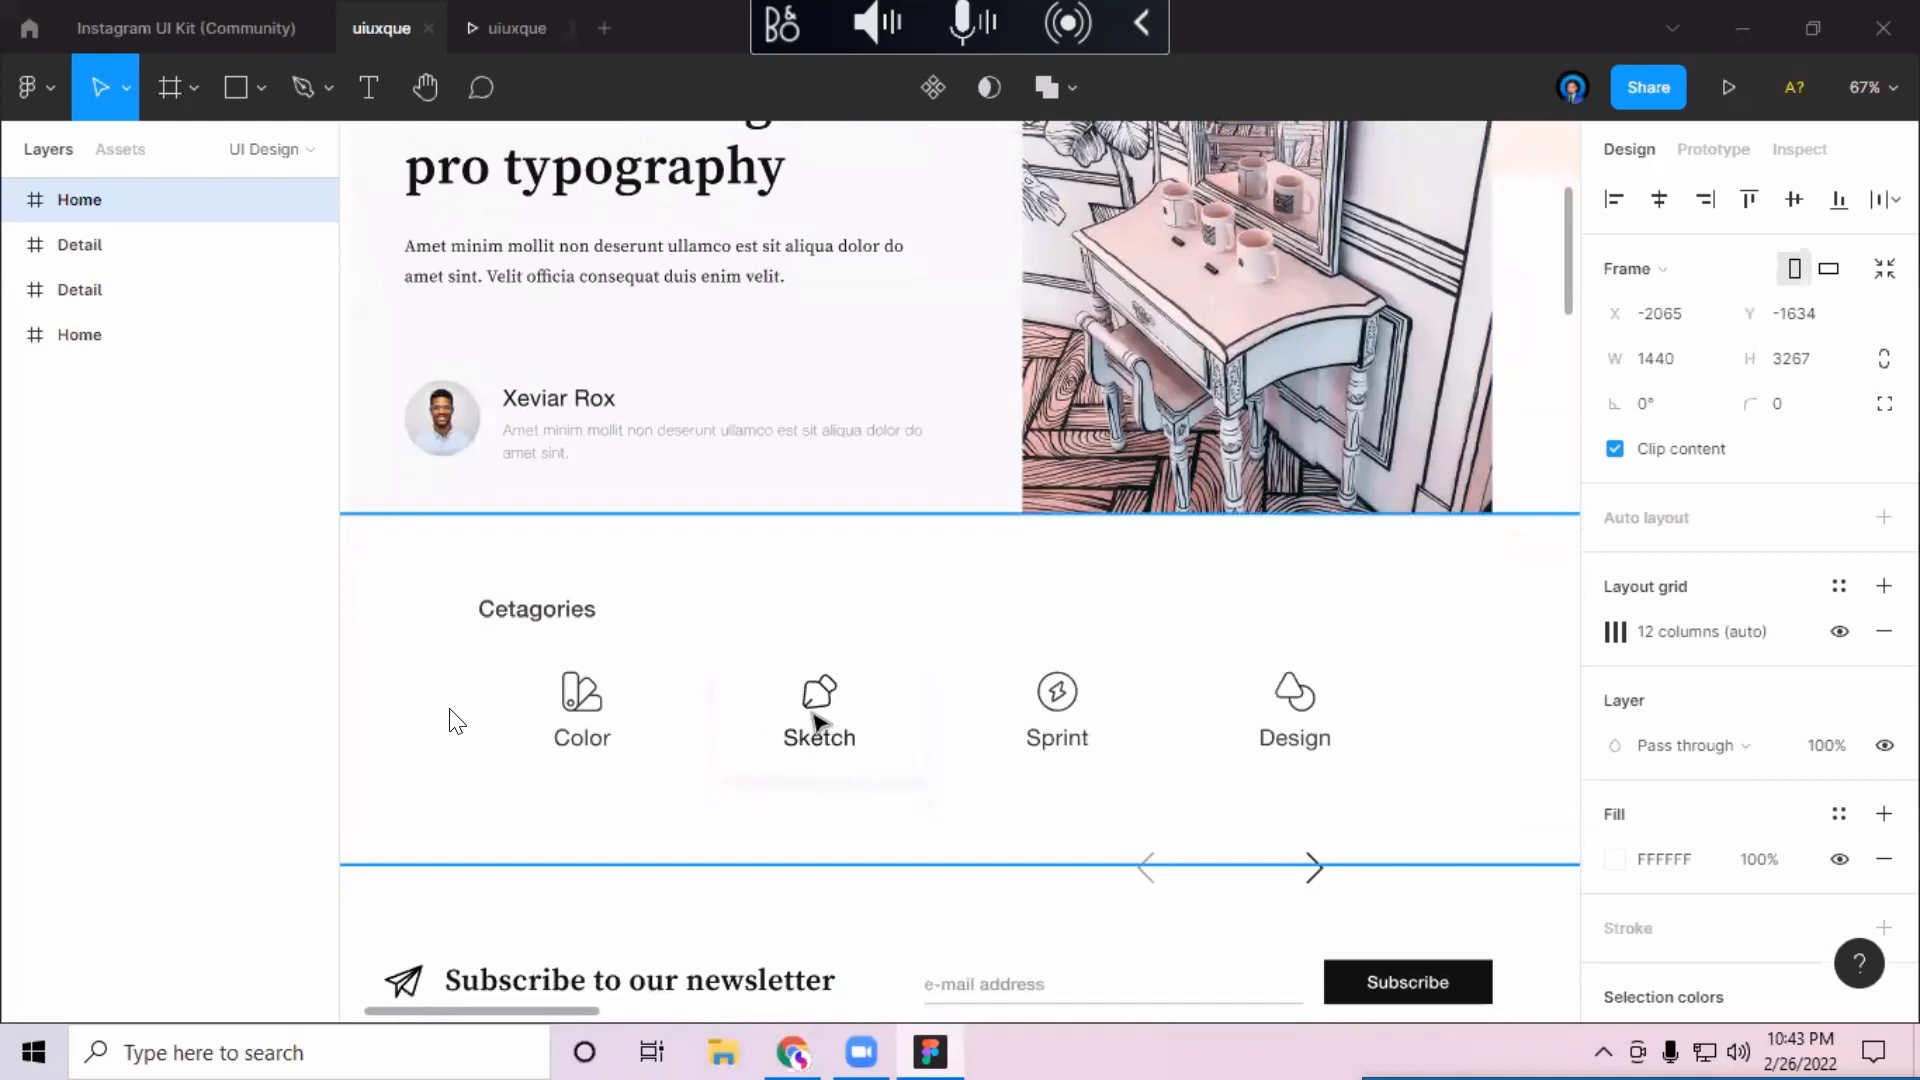 Instagram UI Kit (Community)
uiuxque
uiuxque
B&O
Share
A?
67%
Layers
Assets
UI Design
Home
Detail
Detail
Home
pro typography
Amet minim mollit non deserunt ullamco est sit aliqua dolor do
amet sint. Velit officia consequat duis enim velit.
Xeviar Rox
Amet minim mollit non deserunt ullamco est sit aliqua dolor do
amet sint.
Cetagories
Color
Sketch
Sprint
Design
Subscribe to our newsletter
e-mail address
Subscribe
Design
Prototype
Inspect
Frame
X -2065
Y -1634
W 1440
H 3267
0°
0
Clip content
Auto layout
Layout grid
12 columns (auto)
Layer
Pass through
100%
Fill
FFFFFF
100%
Stroke
?
Selection colors
Type here to search
10:43 PM
2/26/2022